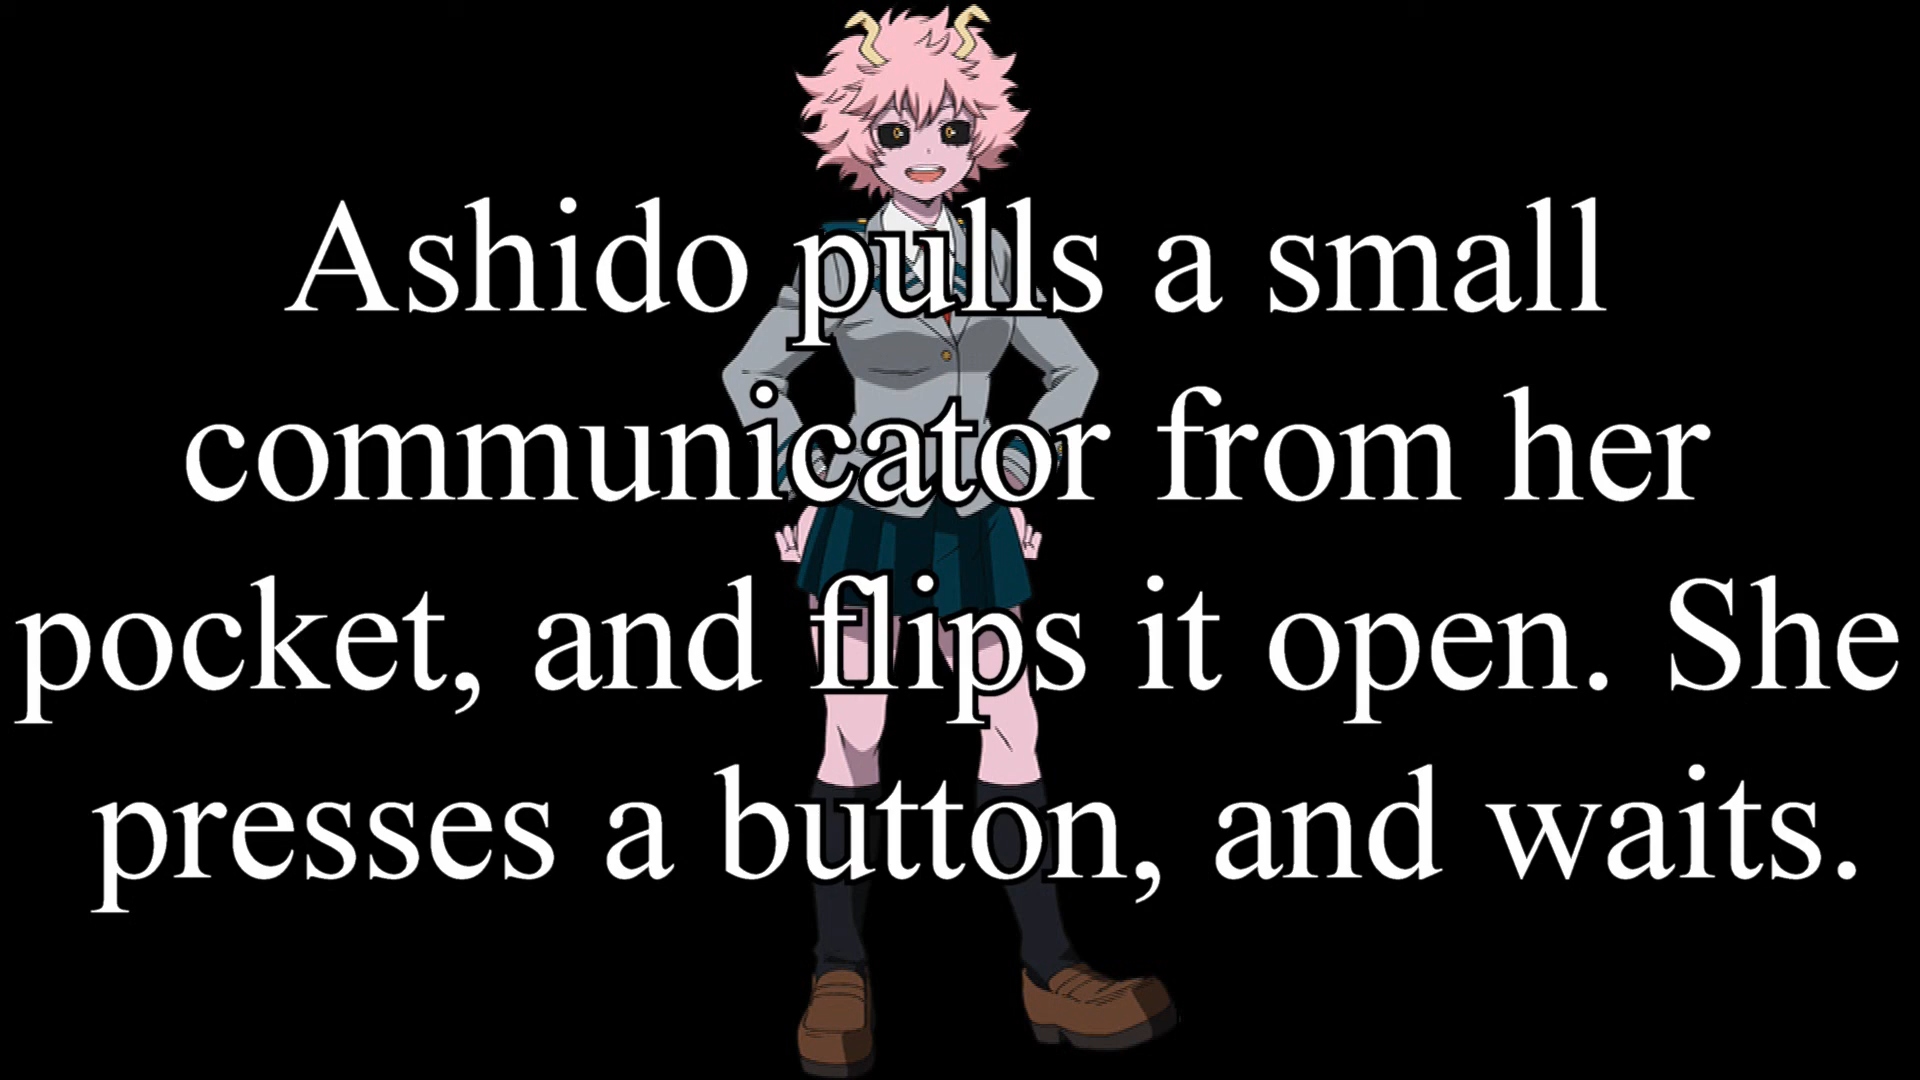 Ashido pulls a small
communicator from her
pocket, and flips it open. She
presses a button, and waits.